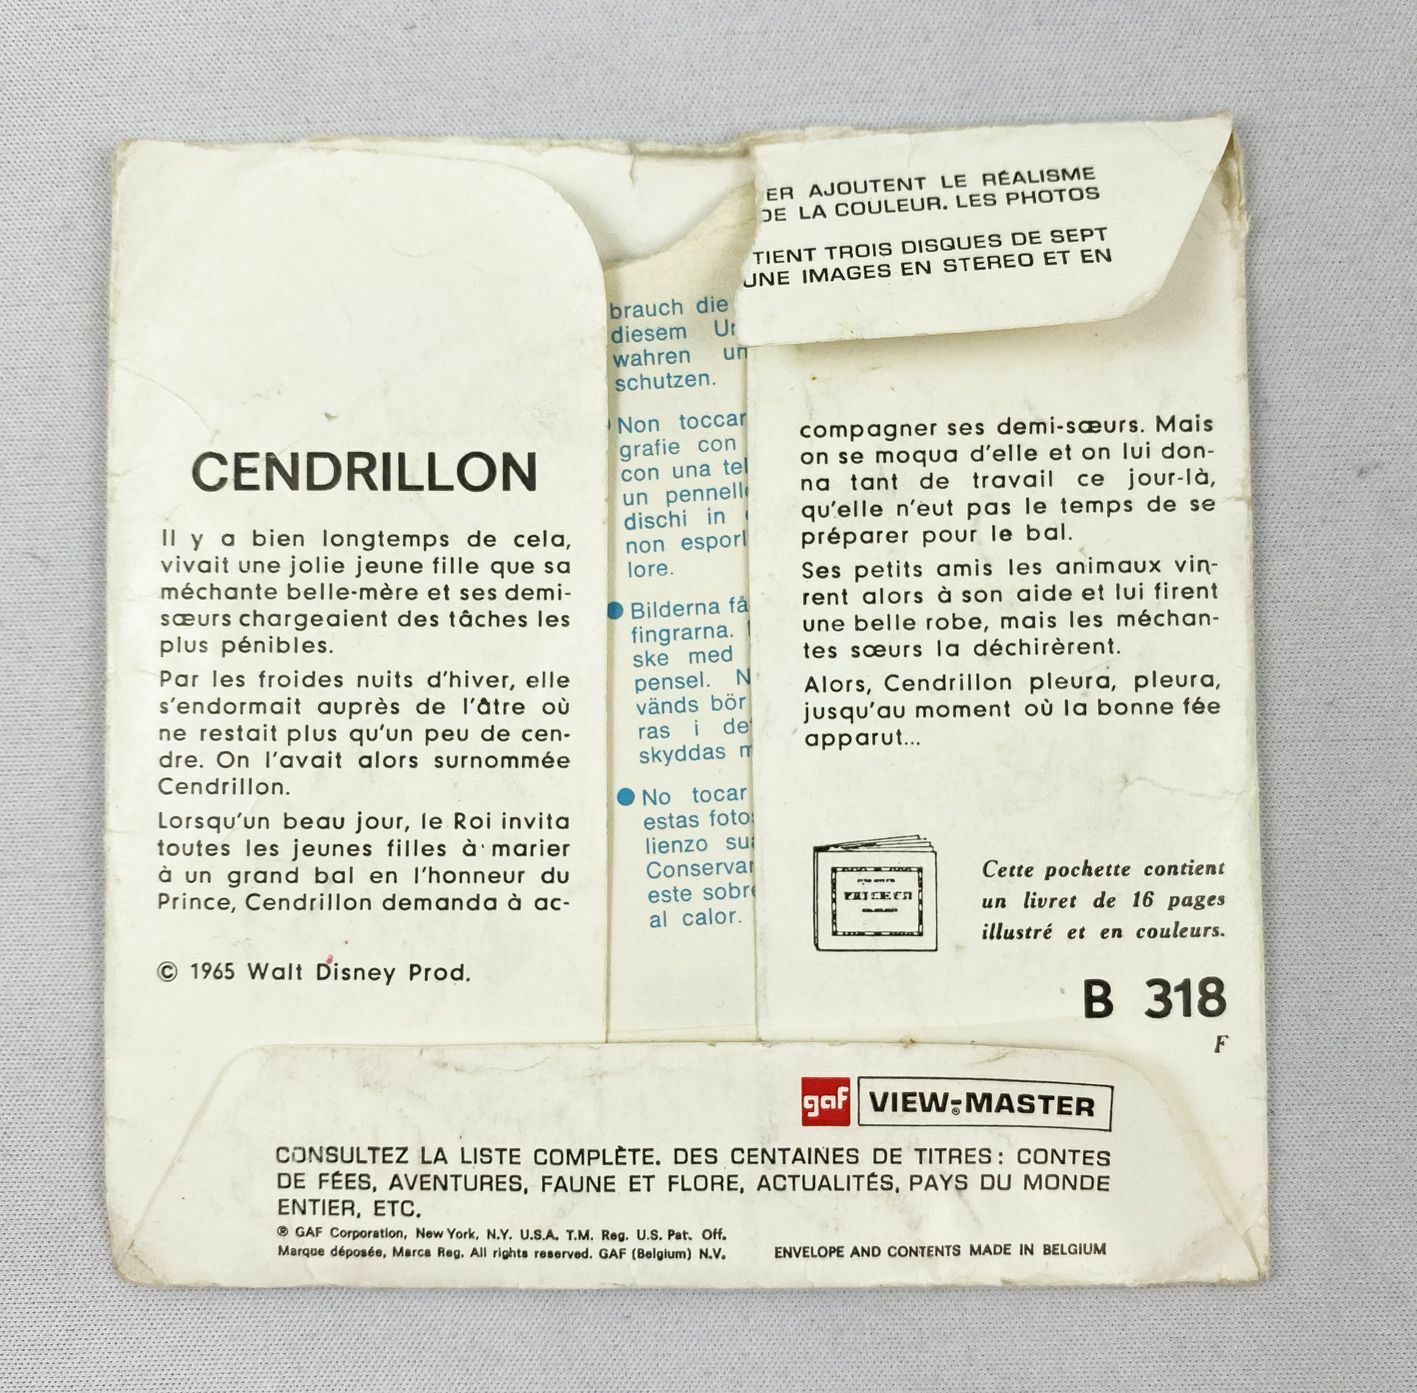 ER AJOUTENT LE RÉALISME
DE LA COULEUR. LES PHOTOS
TIENT TROIS DISQUES DE SEPT
UNE IMAGES EN STEREO ET EN
CENDRILLON
Il y a bien longtemps de cela,
vivait une jolie jeune fille que sa
méchante belle-mère et ses demi-
sœurs chargeaient des tâches les
plus pénibles.
Par les froides nuits d'hiver, elle
s'endormait auprès de l'âtre où
ne restait plus qu'un peu de cen-
dre. On l'avait alors surnommée
Cendrillon.
Lorsqu'un beau jour, le Roi invita
toutes les jeunes filles à marier
à un grand bal en l'honneur du
Prince, Cendrillon demanda à ac-
© 1965 Walt Disney Prod.
brauch die
diesem Ur
wahren un
schutzen.
Non toccar
grafie con
con una tel
un pennell
dischi in
non esporl
lore.
● Bilderna få
fingrarna.
ske med
pensel. N
vänds bör
ras i de
skyddas m
● No tocar
estas foto
lienzo su
Conservar
este sobre
al calor.
compagner ses demi-sœurs. Mais
on se moqua d'elle et on lui don-
na tant de travail ce jour-là,
qu'elle n'eut pas le temps de se
préparer pour le bal.
Ses petits amis les animaux vin-
rent alors à son aide et lui firent
une belle robe, mais les méchan-
tes sœurs la déchirèrent.
Alors, Cendrillon pleura, pleura,
jusqu'au moment où la bonne fée
apparut...
Cette pochette contient
un livret de 16 pages
illustré et en couleurs.
B 318
F
gaf VIEW-MASTER
®
CONSULTEZ LA LISTE COMPLÈTE. DES CENTAINES DE TITRES: CONTES
DE FÉES, AVENTURES, FAUNE ET FLORE, ACTUALITÉS, PAYS DU MONDE
ENTIER, ETC.
® GAF Corporation, New York, N.Y. U.S.A. T.M. Reg. U.S. Pat. Off.
Marque déposée, Marca Reg. All rights reserved. GAF (Belgium) N.V.
ENVELOPE AND CONTENTS MADE IN BELGIUM